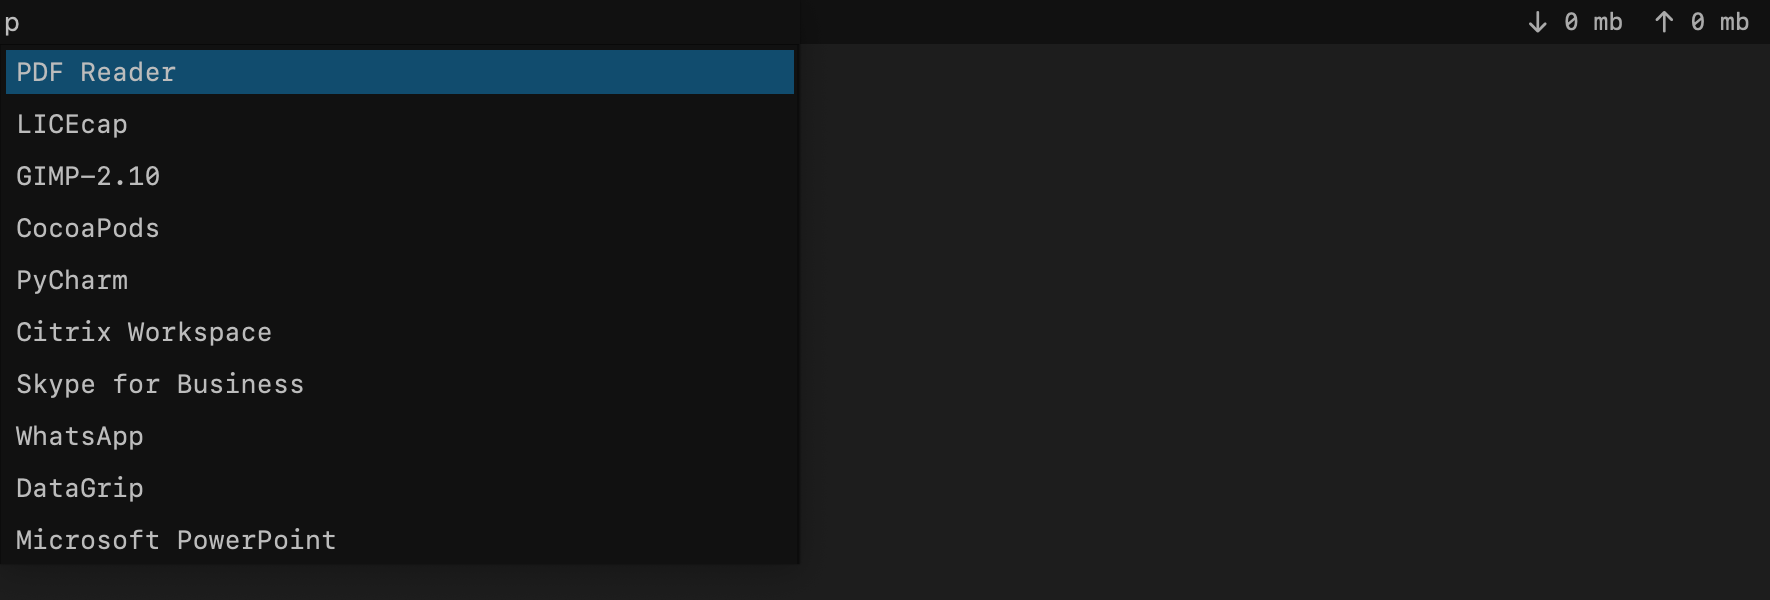 p ↓ 0 mb ↑ 0 mb
PDF Reader
LICEcap
GIMP-2.10
CocoaPods
PyCharm
Citrix Workspace
Skype for Business
WhatsApp
DataGrip
Microsoft PowerPoint